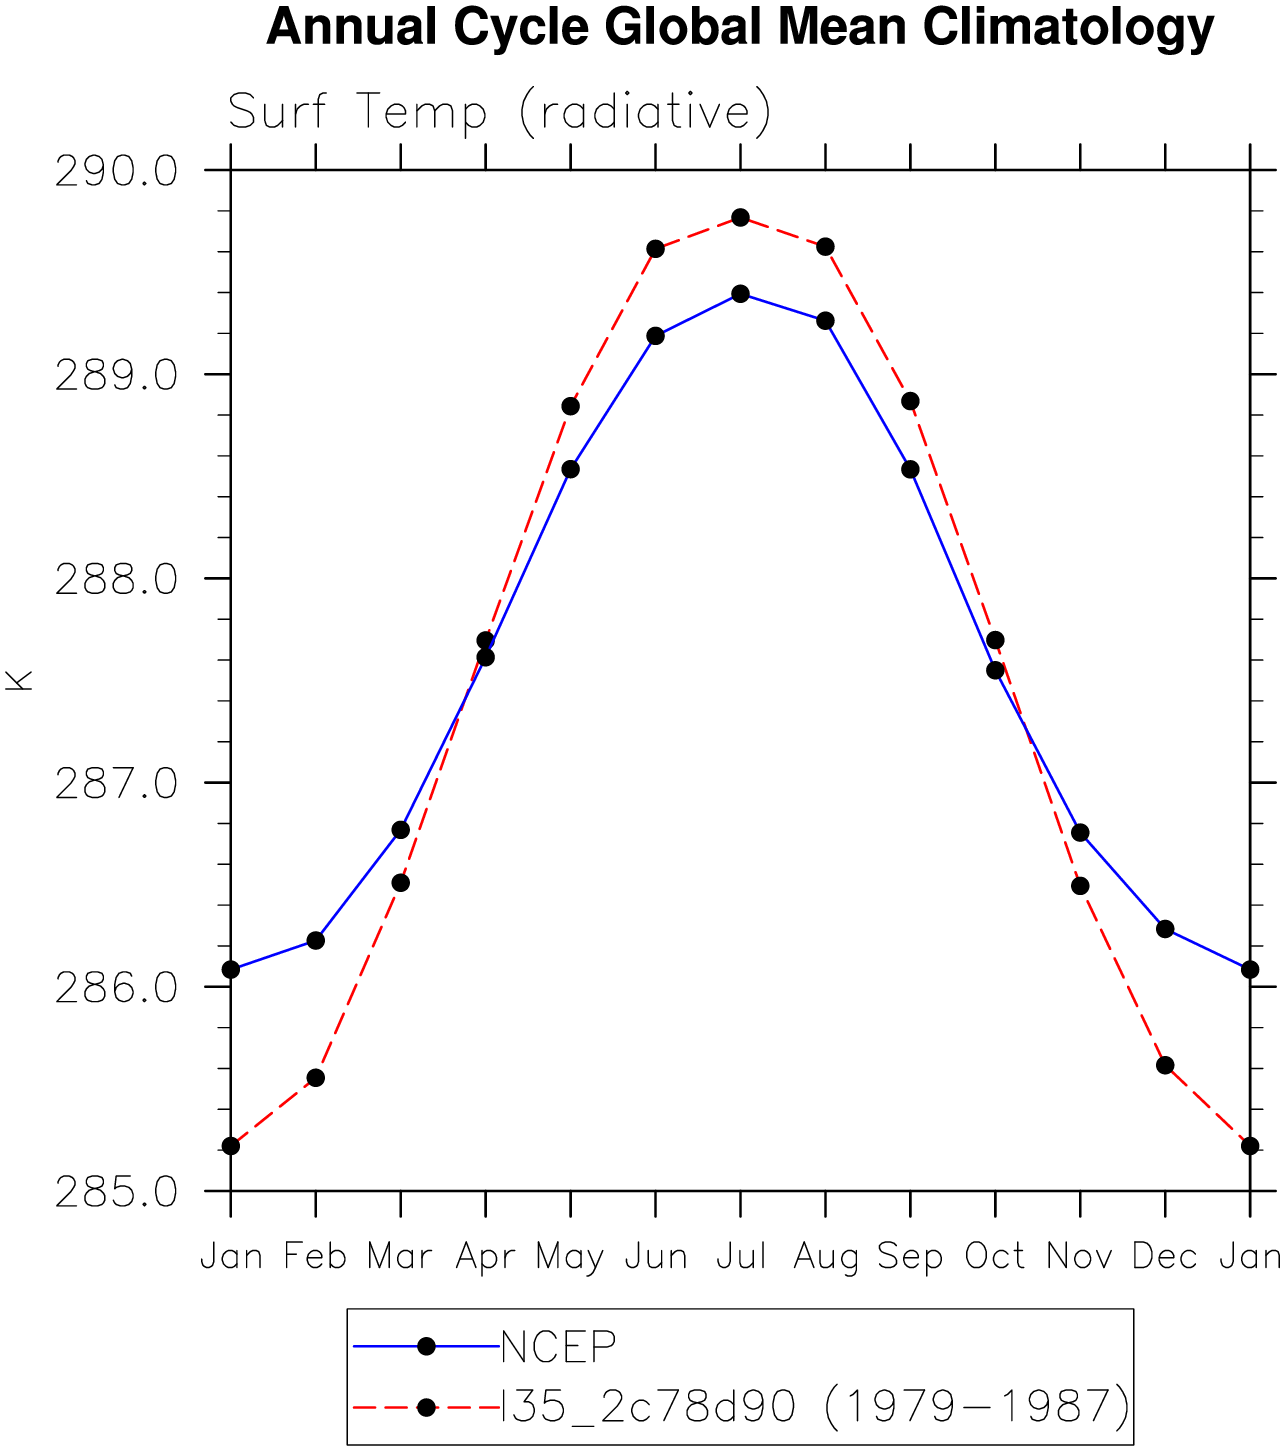 Annual Cycle Global Mean Climatology
Surf Temp (radiative)
290.0
289.0
288.0
287.0
286.0
285.0
K
Jan Feb Mar Apr May Jun Jul Aug Sep Oct Nov Dec Jan
NCEP
I35_2c78d90 (1979-1987)